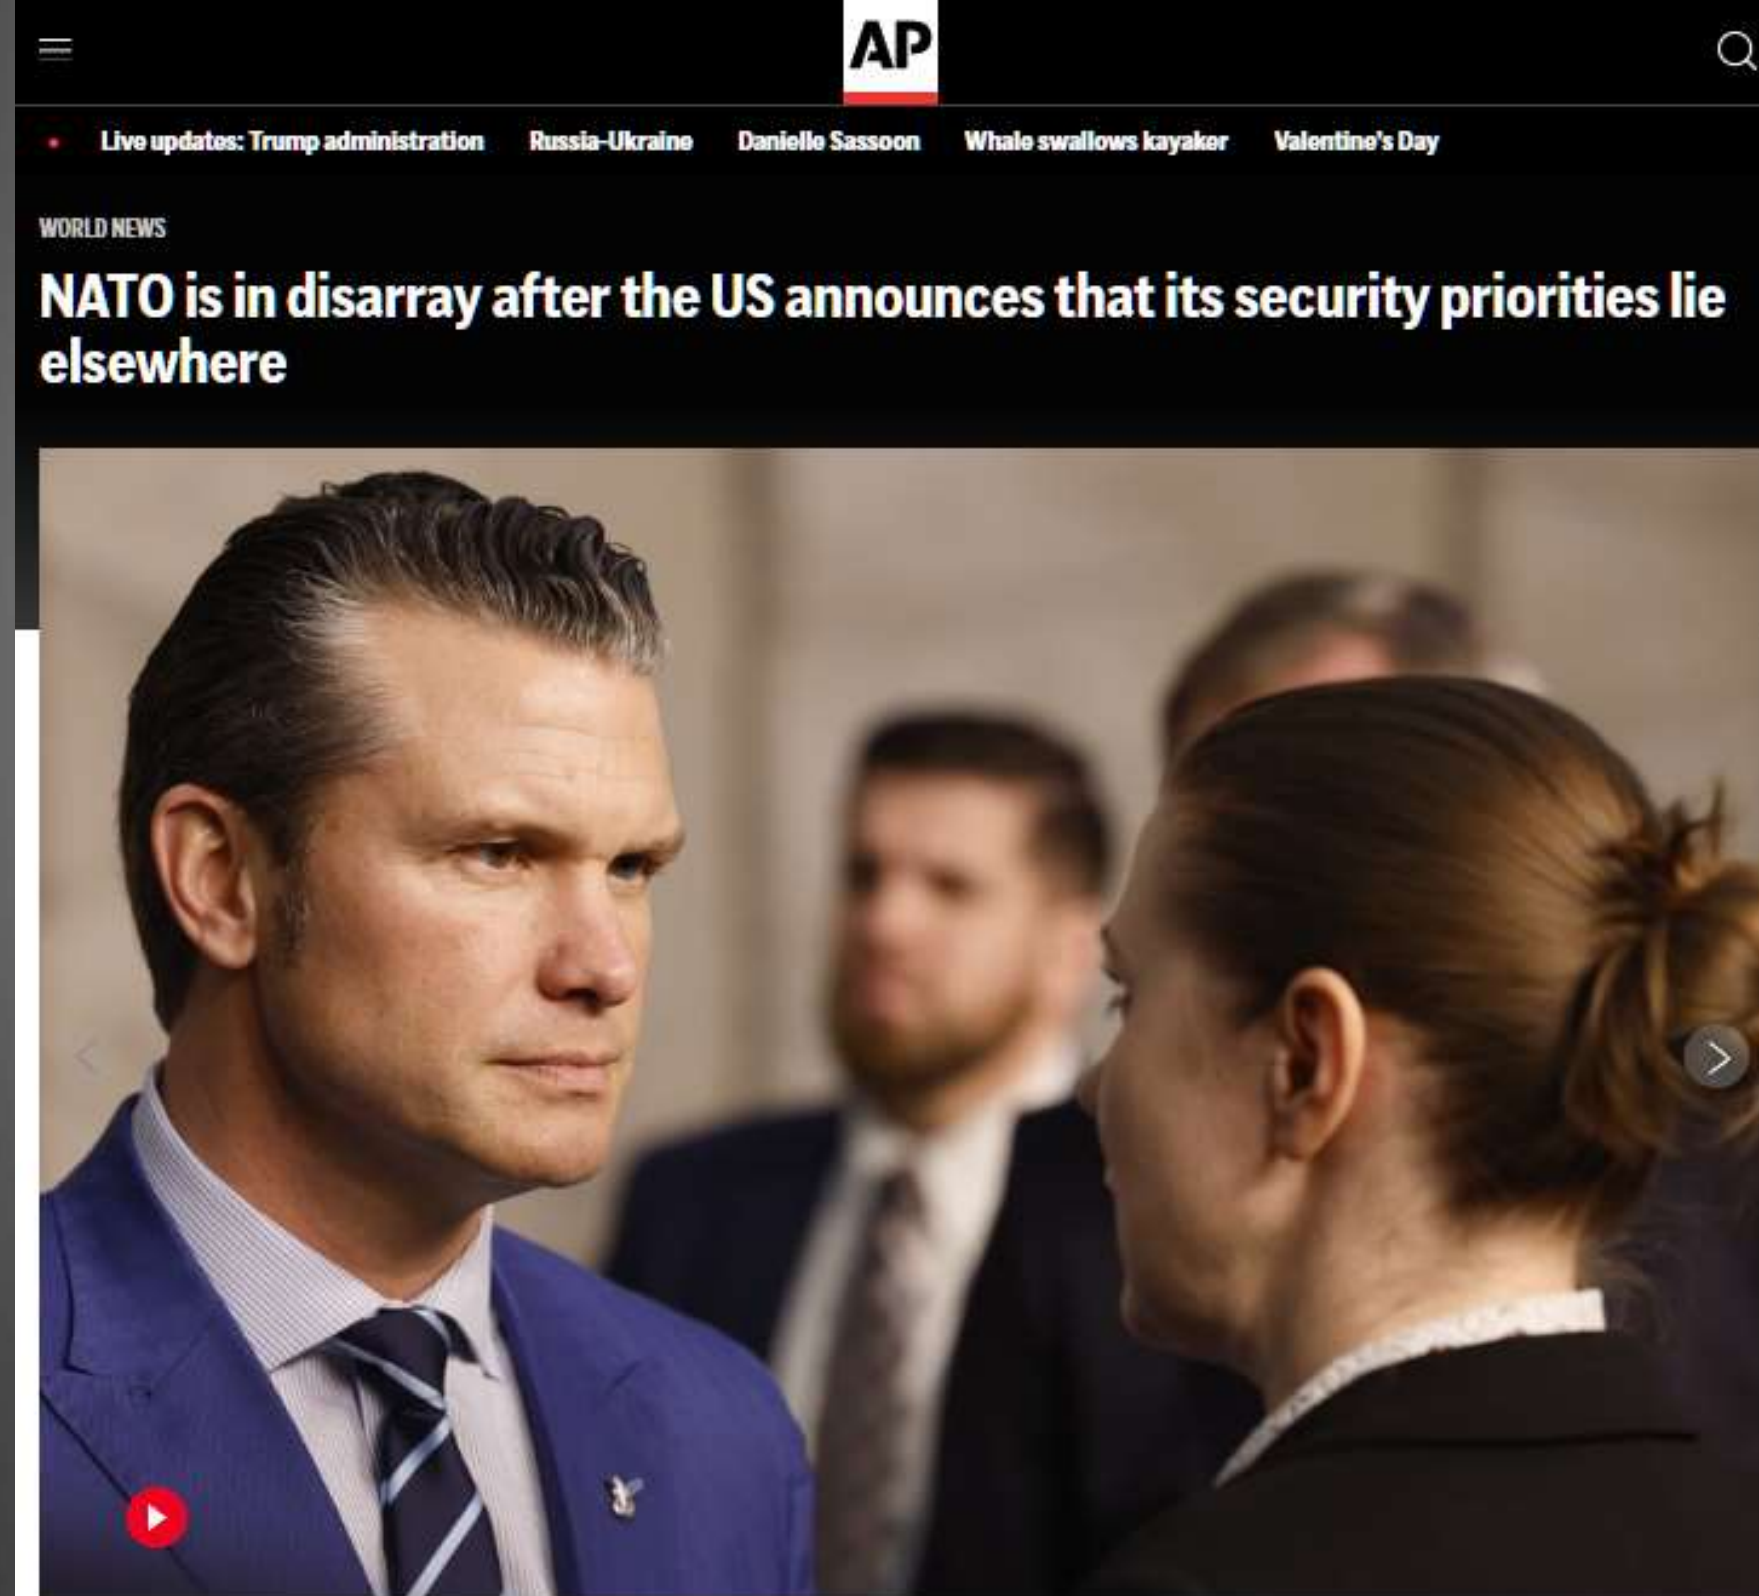 AP
Live updates: Trump administration Russia-Ukraine Danielle Sassoon Whale swallows kayaker Valentine's Day
WORLD NEWS
NATO is in disarray after the US announces that its security priorities lie
elsewhere